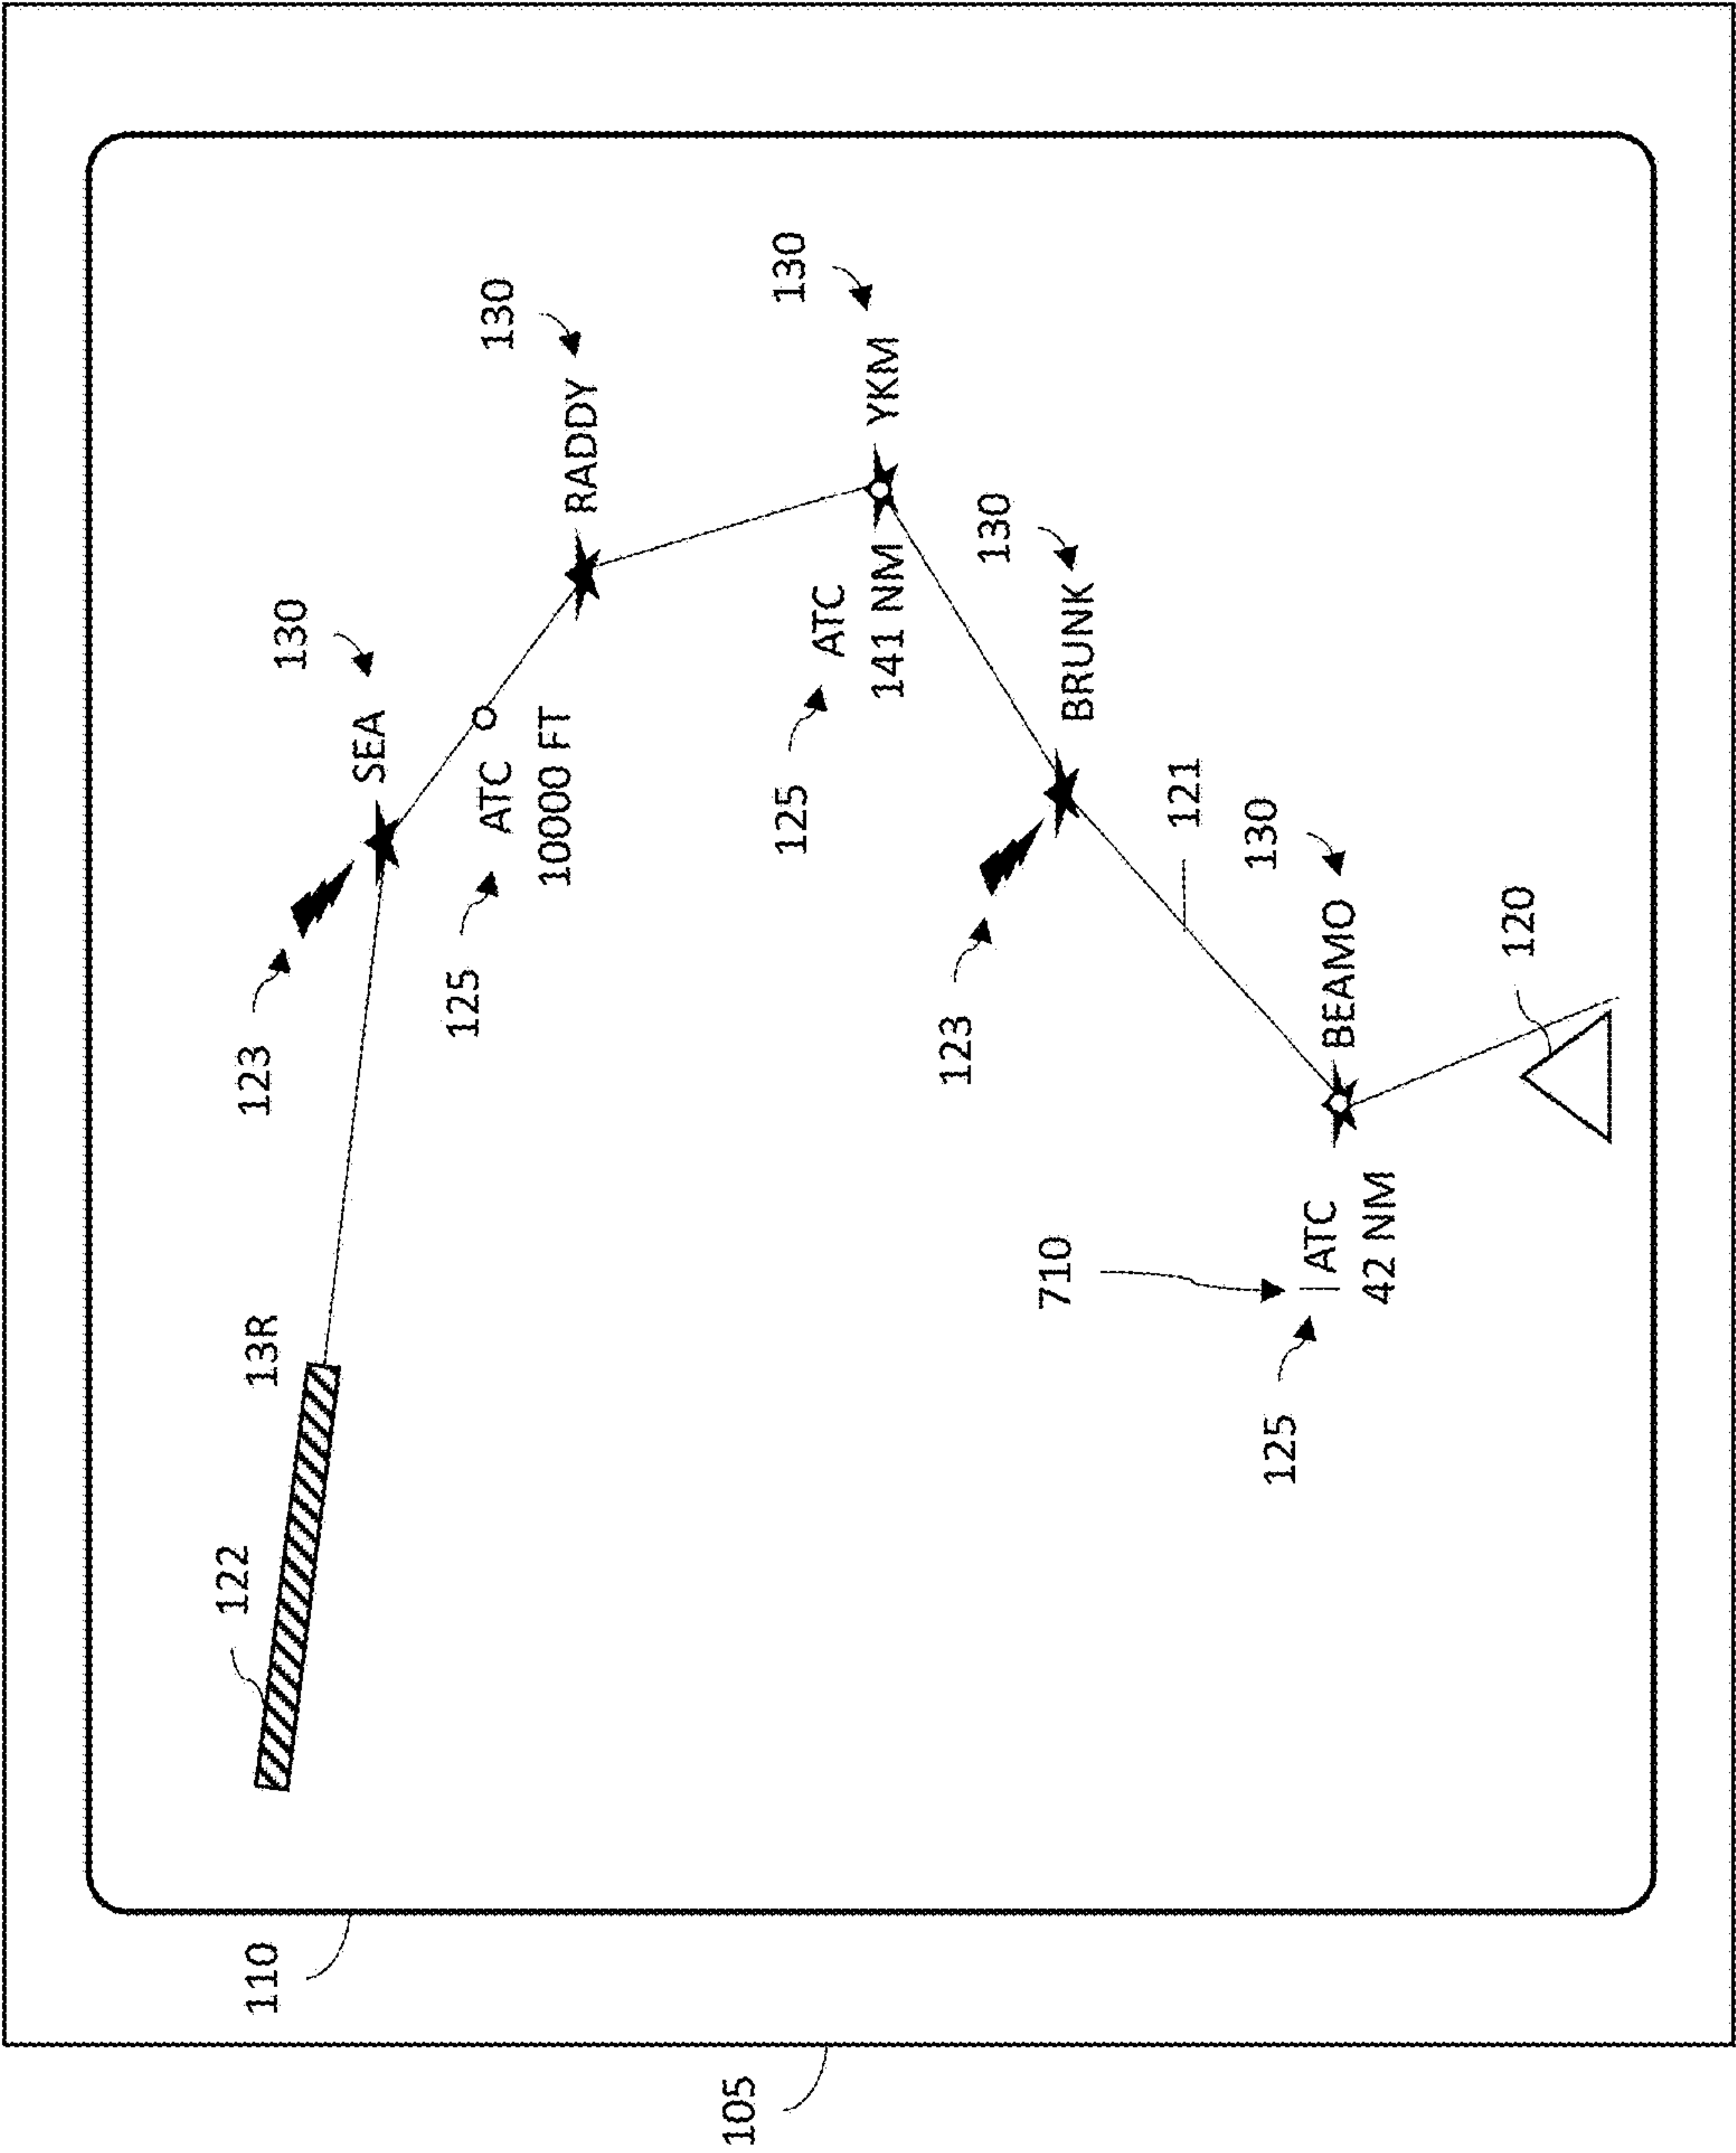 122
110
13R
123
130
SEA
125
ATC
10000 FT
130
RADDY
105
125
ATC
141 NM
130
YKM
123
130
BRUNK
710
121
130
125
ATC
42 NM
BEAMO
120